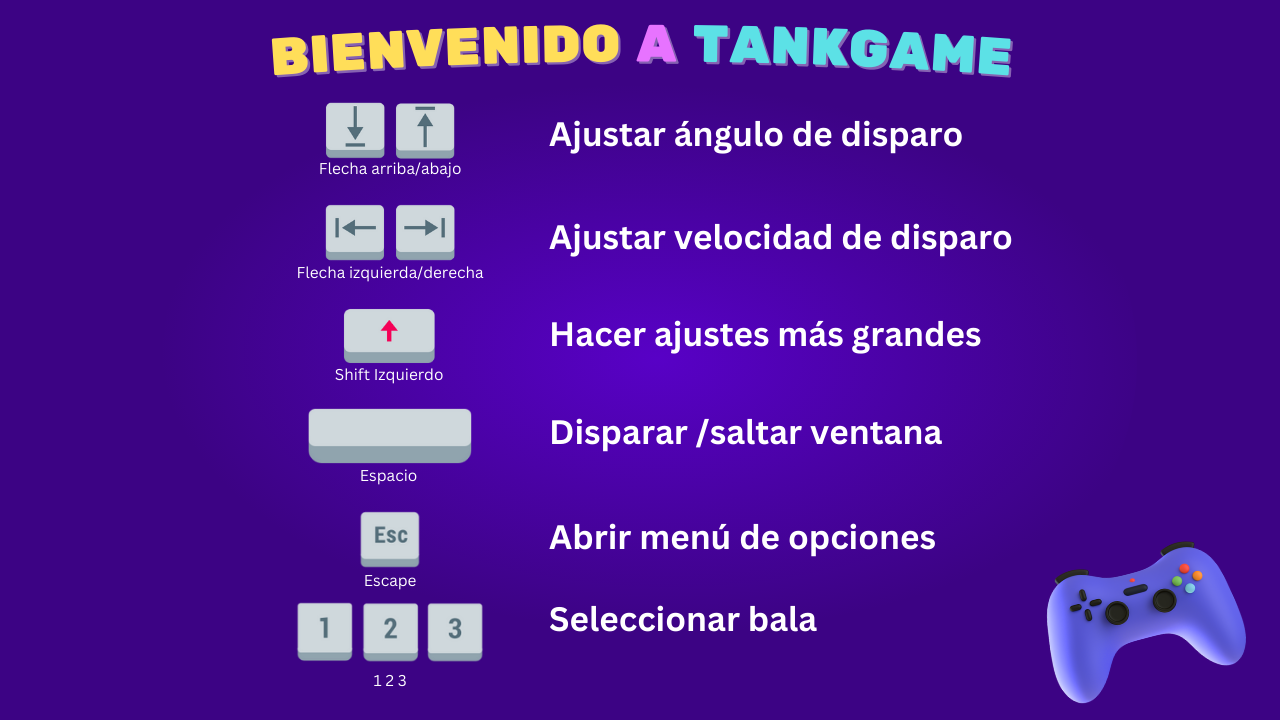 BIENVENIDO A TANKGAME
Ajustar ángulo de disparo
Flecha arriba/abajo
Ajustar velocidad de disparo
Flecha izquierda/derecha
Hacer ajustes más grandes
Shift Izquierdo
Disparar /saltar ventana
Espacio
Esc
Abrir menú de opciones
Escape
1 2 3
Seleccionar bala
1 2 3